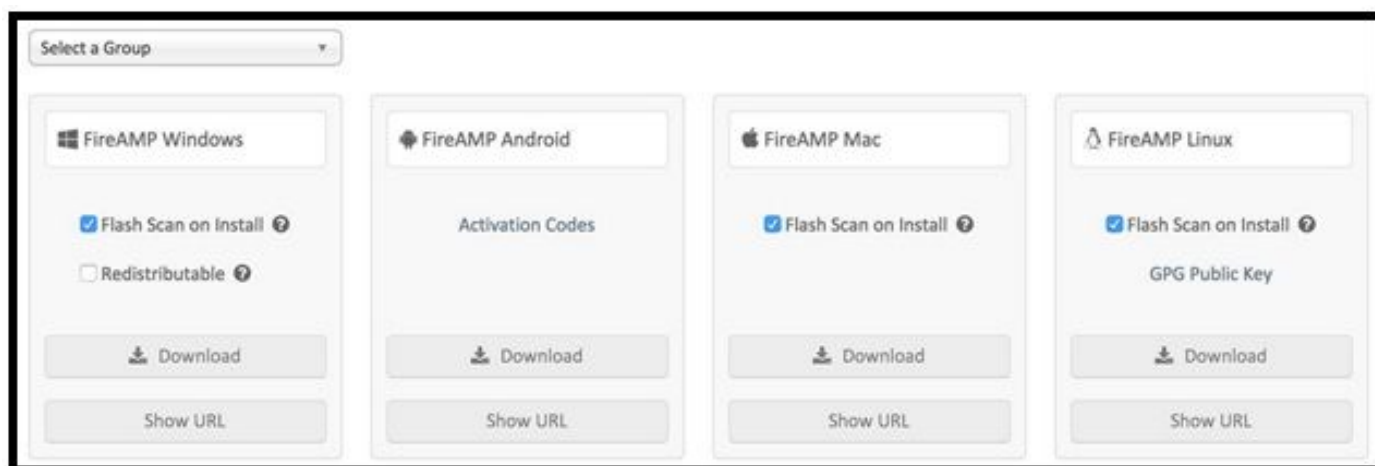 Select a Group
FireAMP Windows
Flash Scan on Install
Redistributable
Download
Show URL
FireAMP Android
Activation Codes
Download
Show URL
FireAMP Mac
Flash Scan on Install
Download
Show URL
FireAMP Linux
Flash Scan on Install
GPG Public Key
Download
Show URL